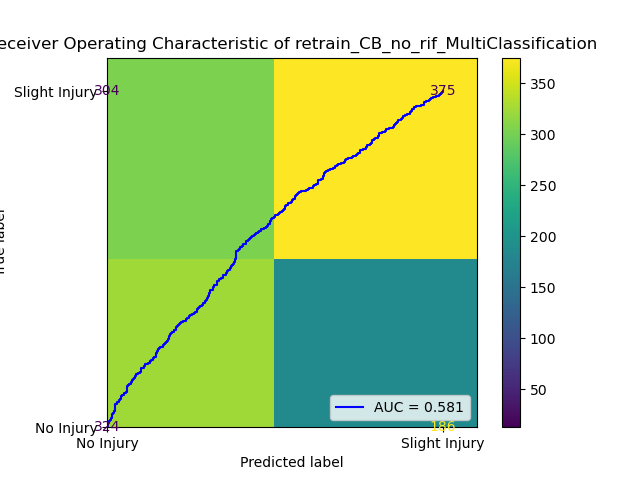 eceiver Operating Characteristic of retrain_CB_no_rif_MultiClassification
Slight Injury
304
375
350
300
250
200
150
100
50
label
AUC = 0.581
No Injury
324
186
No Injury
Slight Injury
Predicted label